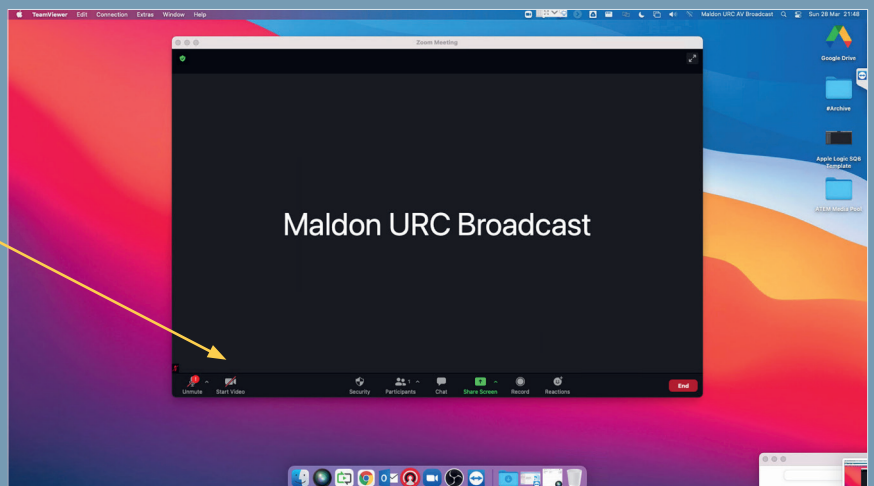 TeamViewer Edit Connection Extras Window Help
Maldon URC AV Broadcast Sun 26 Mar 21:48
Google Drive
#Archive
Apple Logic SQ6
Template
Zoom Meeting
Maldon URC Broadcast
1
Unmute Start Video Security Participants Chat Share Screen Record Reactions
End